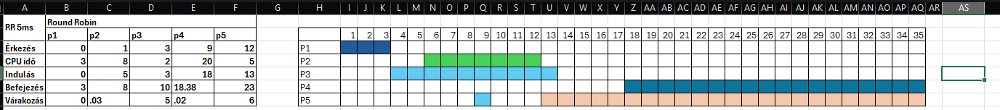 A B C D E F G H I J K L M N O P Q R S T U V W X Y Z AA AB AC AD AE AF AG AH AI AJ AK AL AM AN AO AP AQ AR AS
RR 5ms Round Robin
p1 p2 p3 p4 p5 1 2 3 4 5 6 7 8 9 10 11 12 13 14 15 16 17 18 19 20 21 22 23 24 25 26 27 28 29 30 31 32 33 34 35
Érkezés 0 1 3 9 12 P1
CPU idő 3 8 2 20 5 P2
Indulás 0 5 3 18 13 P3
Befejezés 3 8 10 18.38 23 P4
Várakozás 0 .03 5 .02 6 P5